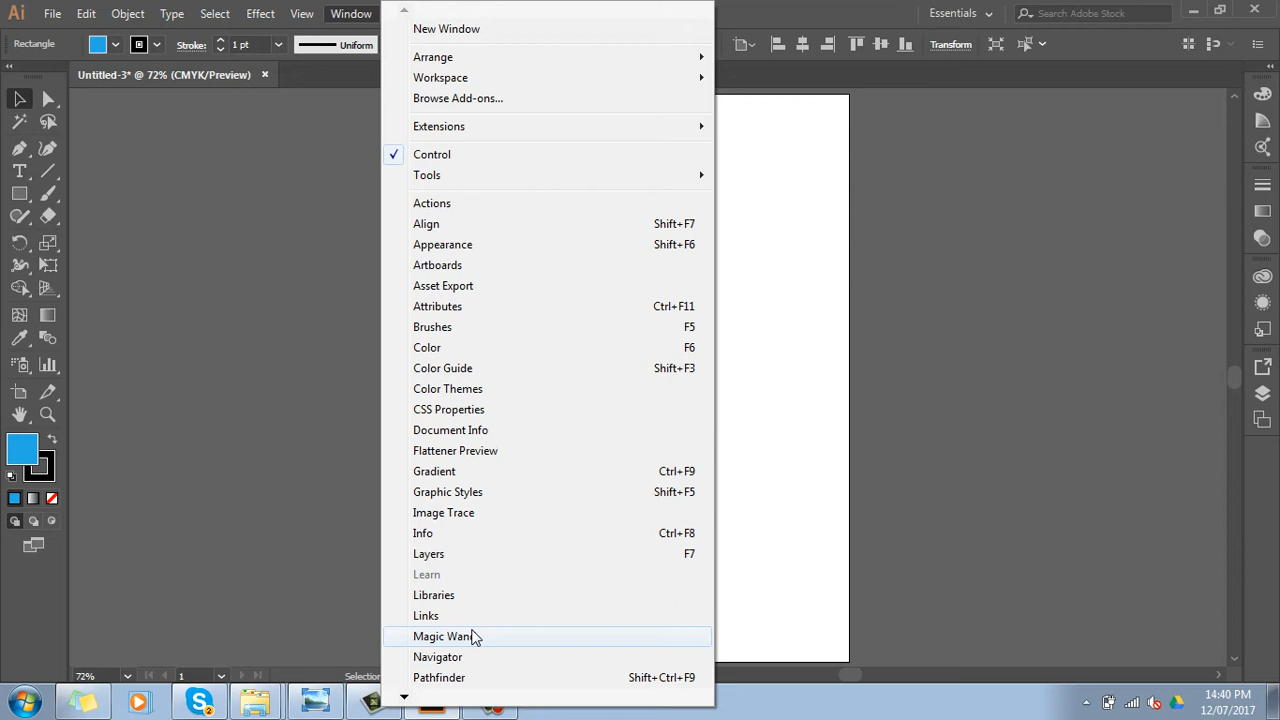 Ai File Edit Object Type Select Effect View Window Essentials Search Adobe Stock
Rectangle Stroke: 1 pt Uniform Transform
Untitled-3* @ 72% (CMYK/Preview)
New Window
Arrange
Workspace
Browse Add-ons...
Extensions
Control
Tools
Actions
Align Shift+F7
Appearance Shift+F6
Artboards
Asset Export
Attributes Ctrl+F11
Brushes F5
Color F6
Color Guide Shift+F3
Color Themes
CSS Properties
Document Info
Flattener Preview
Gradient Ctrl+F9
Graphic Styles Shift+F5
Image Trace
Info Ctrl+F8
Layers F7
Learn
Libraries
Links
Magic Wand
Navigator
Pathfinder Shift+Ctrl+F9
72% 1 Selection
14:40 PM
12/07/2017